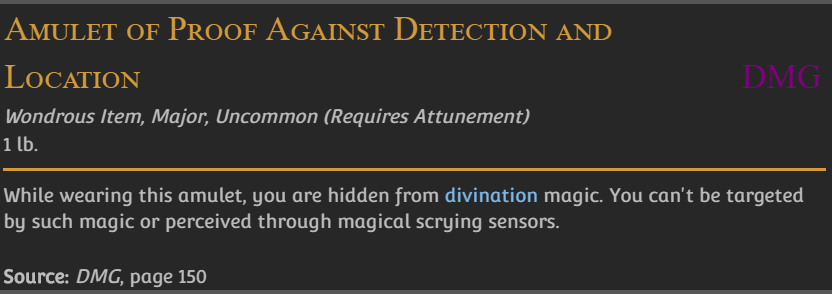 Amulet of Proof Against Detection and
Location DMG
Wondrous Item, Major, Uncommon (Requires Attunement)
1 lb.
While wearing this amulet, you are hidden from divination magic. You can't be targeted
by such magic or perceived through magical scrying sensors.
Source: DMG, page 150